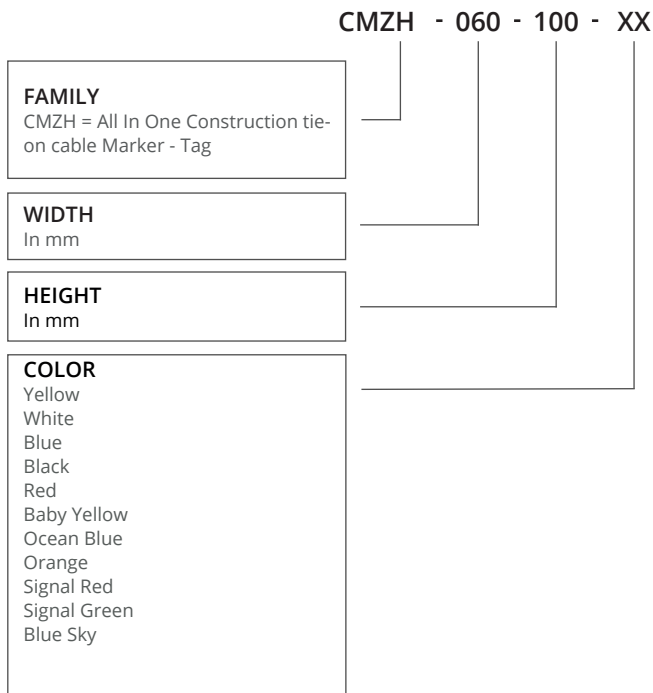 CMZH - 060 - 100 - XX
FAMILY
CMZH = All In One Construction tie-
on cable Marker - Tag
WIDTH
In mm
HEIGHT
In mm
COLOR
Yellow
White
Blue
Black
Red
Baby Yellow
Ocean Blue
Orange
Signal Red
Signal Green
Blue Sky